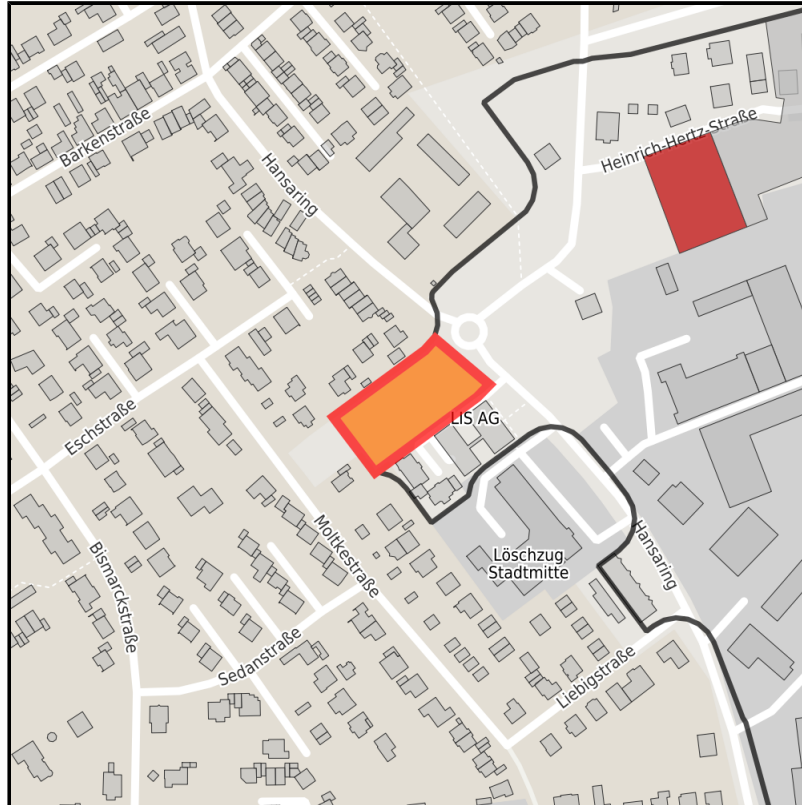 Barkenstraße
Hansaring
Heinrich-Hertz-Straße
Eschstraße
LIS AG
Löschzug
Stadtmitte
Hansaring
Moltkestraße
Bismarckstraße
Sedanstraße
Liebigstraße